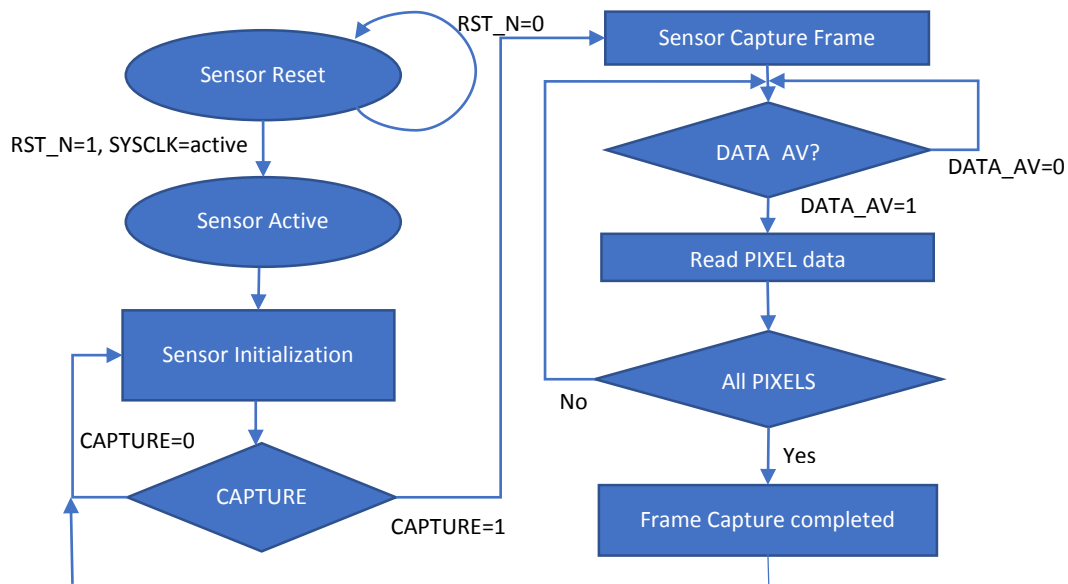 RST_N=0
Sensor Reset
RST_N=1, SYSCLK=active
Sensor Active
Sensor Initialization
CAPTURE=0
CAPTURE
CAPTURE=1
Sensor Capture Frame
DATA AV?
DATA_AV=0
DATA_AV=1
Read PIXEL data
All PIXELS
No
Yes
Frame Capture completed